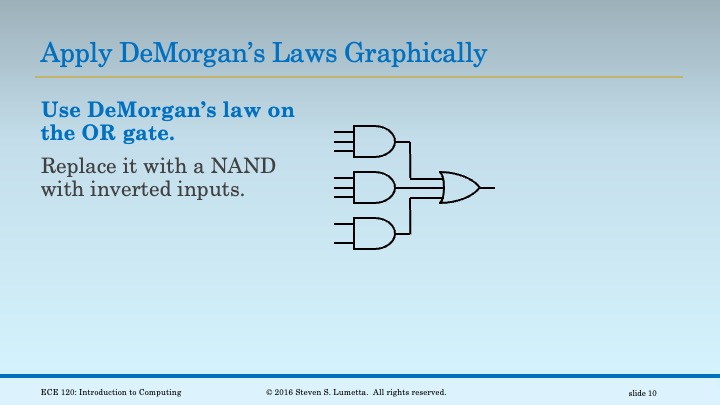 Apply DeMorgan’s Laws Graphically
Use DeMorgan’s law on
the OR gate.
Replace it with a NAND
with inverted inputs.
ECE 120: Introduction to Computing
© 2016 Steven S. Lumetta.  All rights reserved.
slide 10